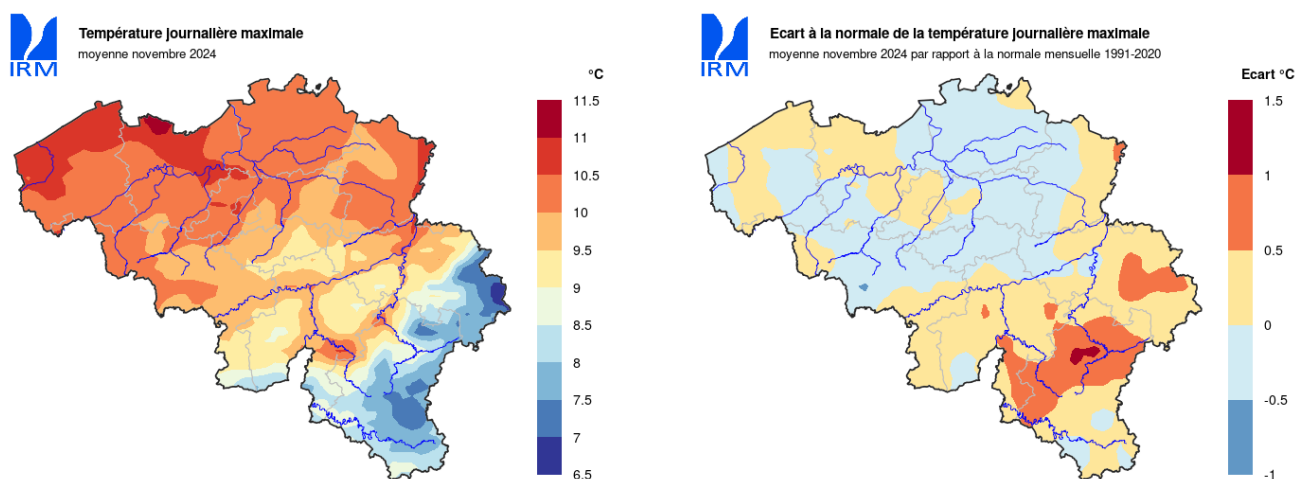 Température journalière maximale
moyenne novembre 2024
IRM
°C
11.5
11
10.5
10
9.5
9
8.5
8
7.5
7
6.5
Ecart à la normale de la température journalière maximale
moyenne novembre 2024 par rapport à la normale mensuelle 1991-2020
IRM
Ecart °C
1.5
1
0.5
0
-0.5
-1